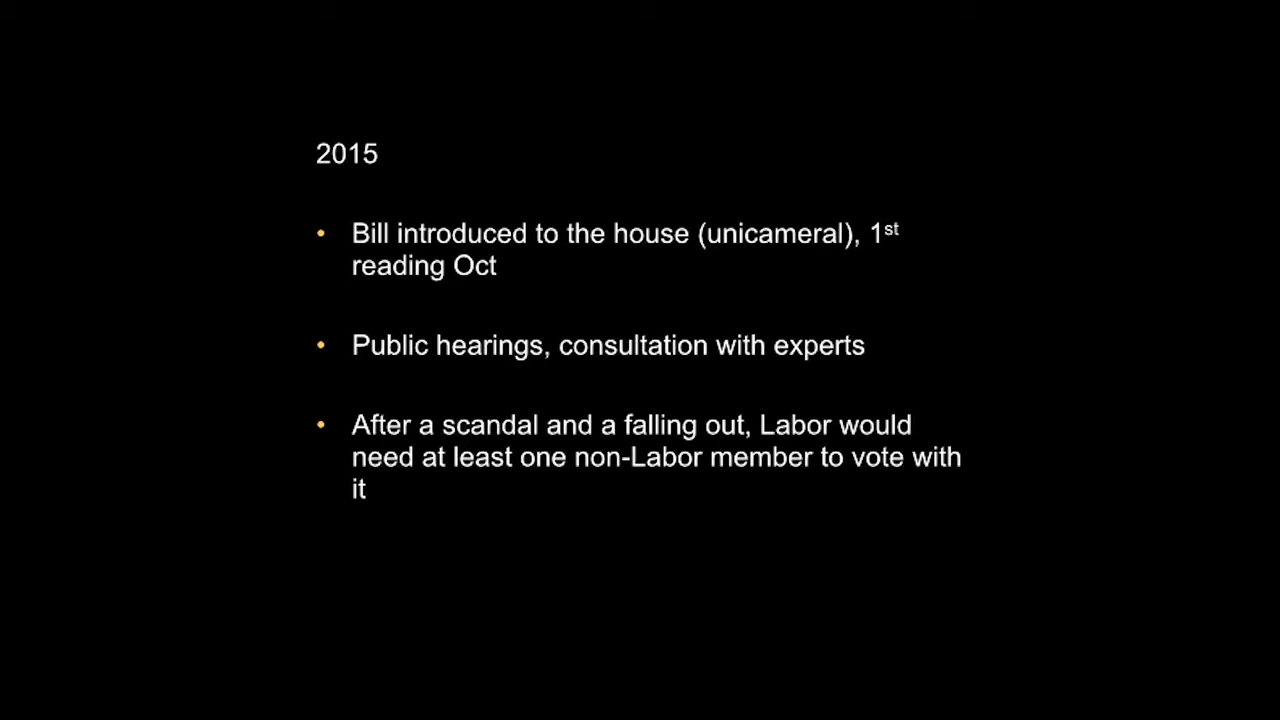 2015
• Bill introduced to the house (unicameral), 1st
reading Oct
• Public hearings, consultation with experts
• After a scandal and a falling out, Labor would
need at least one non-Labor member to vote with
it